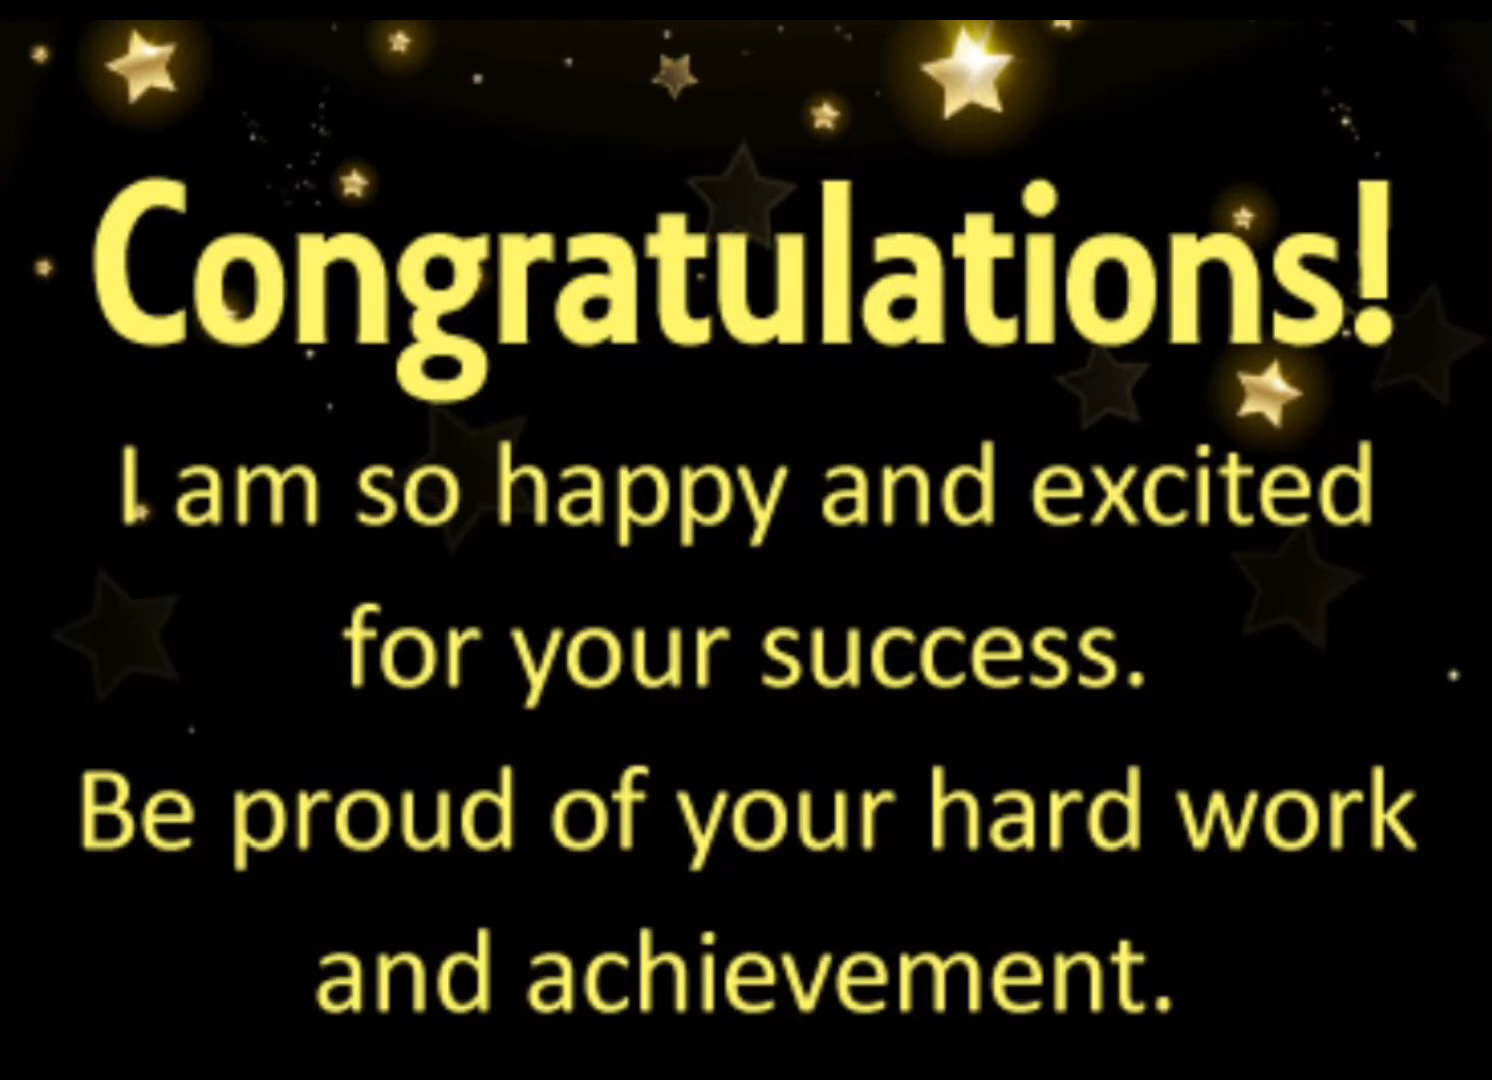 Congratulations!
I am so happy and excited
for your success.
Be proud of your hard work
and achievement.